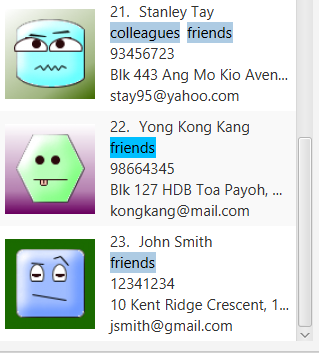 21. Stanley Tay
colleagues friends
93456723
Blk 443 Ang Mo Kio Aven...
stay95@yahoo.com
22. Yong Kong Kang
friends
98664345
Blk 127 HDB Toa Payoh, ...
kongkang@mail.com
23. John Smith
friends
12341234
10 Kent Ridge Crescent, 1...
jsmith@gmail.com